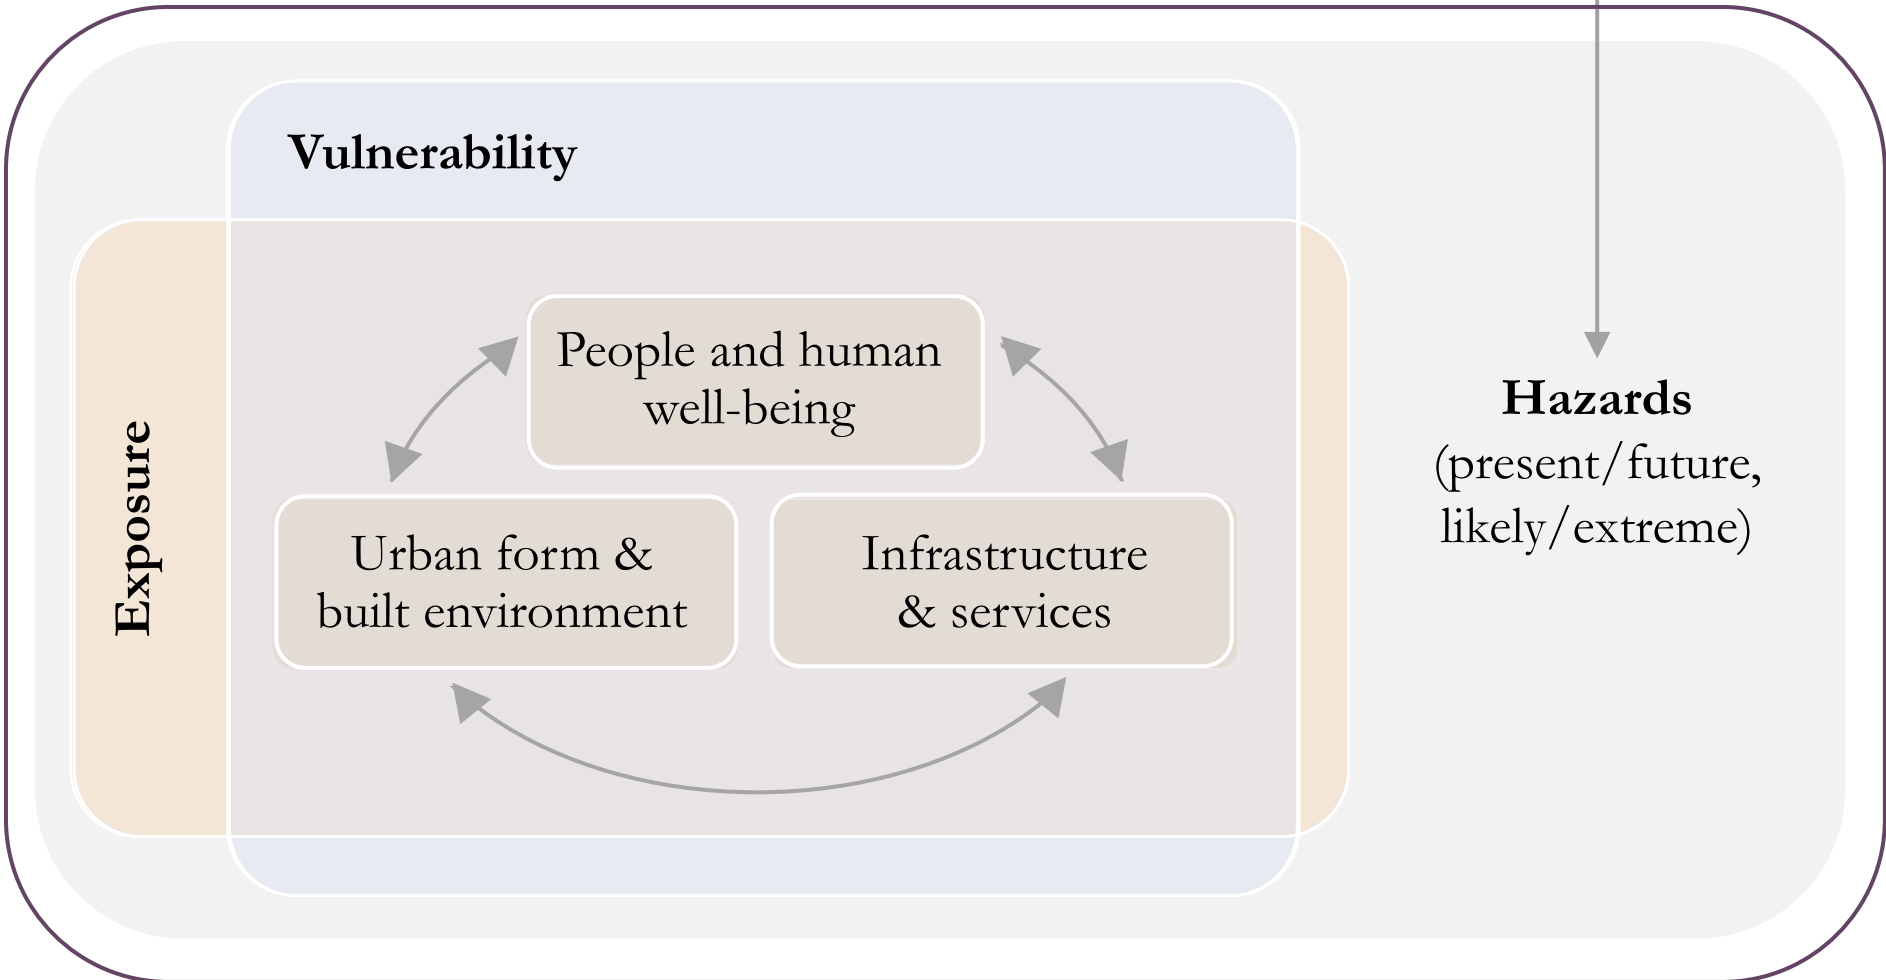 Vulnerability
Exposure
People and human
well-being
Urban form &
built environment
Infrastructure
& services
Hazards
(present/future,
likely/extreme)